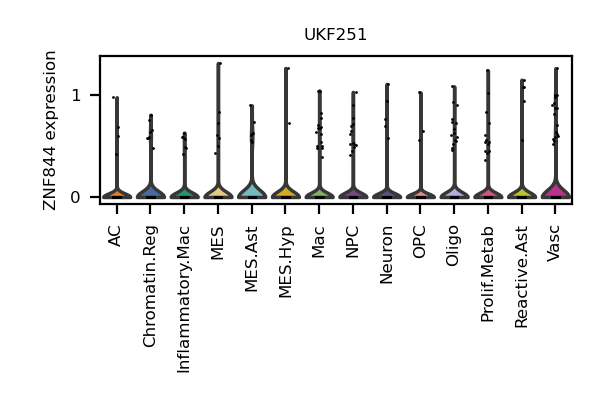 UKF251
ZNF844 expression
1
0
AC
Chromatin.Reg
Inflammatory.Mac
MES
MES.Ast
MES.Hyp
Mac
NPC
Neuron
OPC
Oligo
Prolif.Metab
Reactive.Ast
Vasc